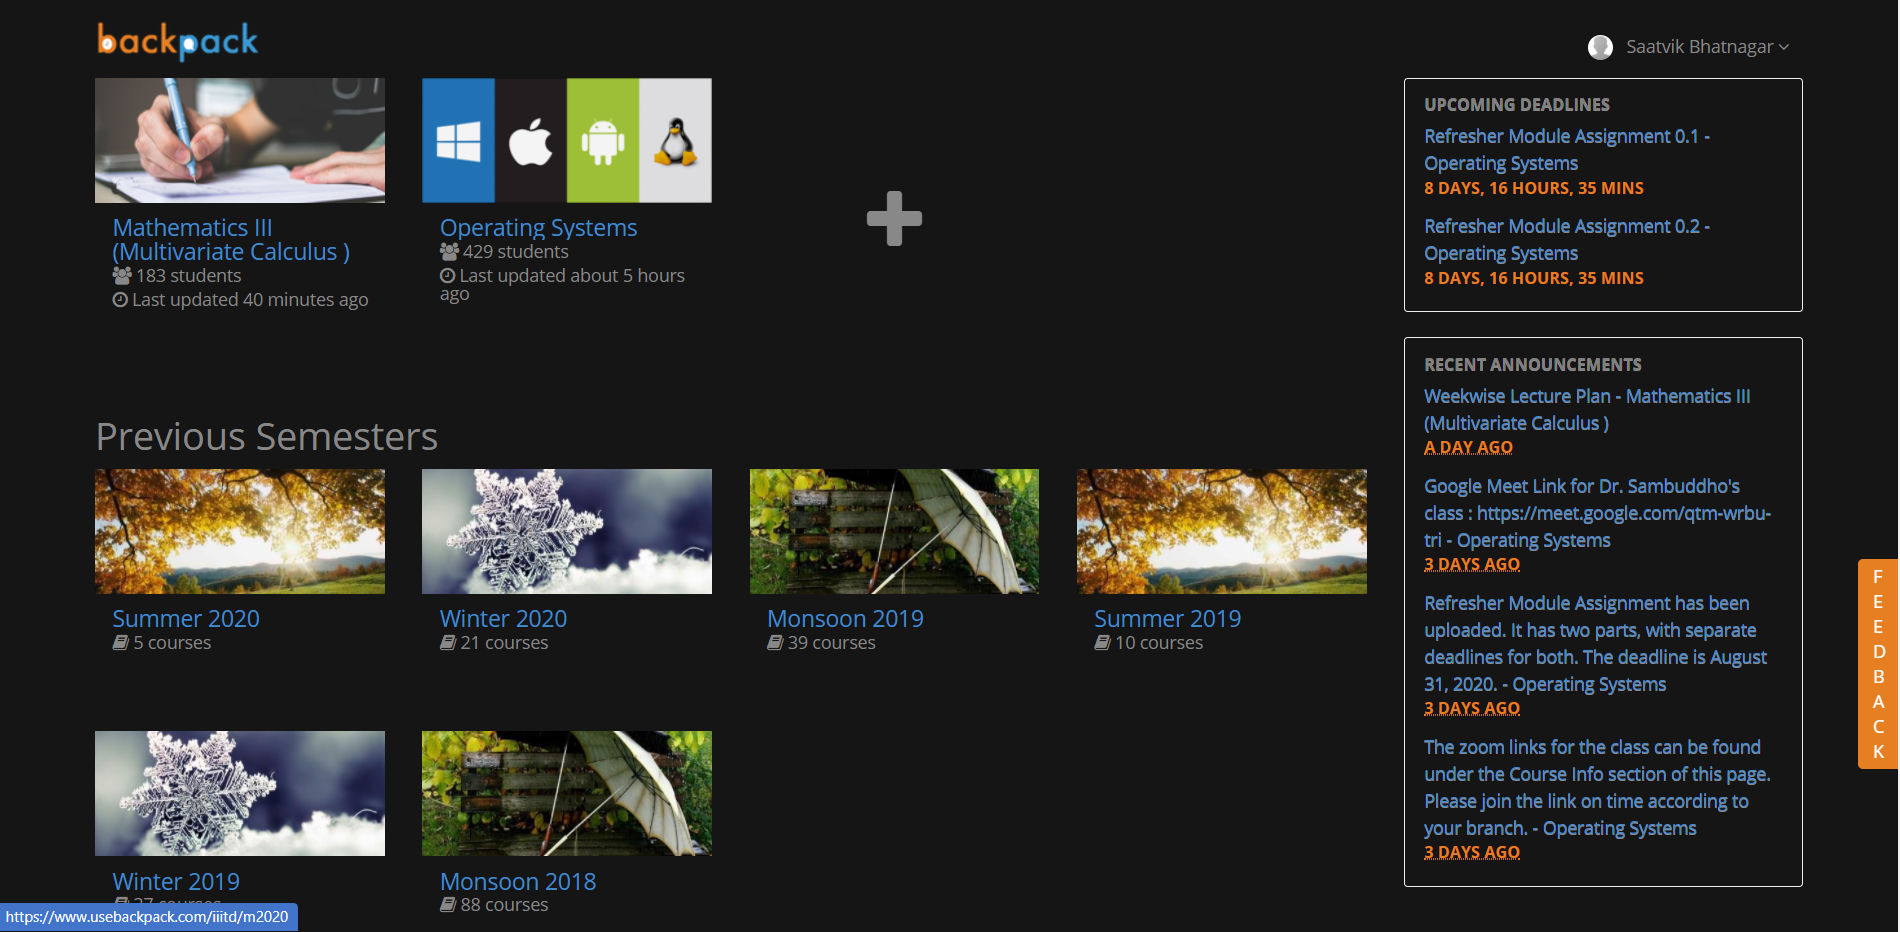 backpack
Saatvik Bhatnagar
Mathematics III
(Multivariate Calculus )
183 students
Last updated 40 minutes ago
Operating Systems
429 students
Last updated about 5 hours
ago
UPCOMING DEADLINES
Refresher Module Assignment 0.1 -
Operating Systems
8 DAYS, 16 HOURS, 35 MINS
Refresher Module Assignment 0.2 -
Operating Systems
8 DAYS, 16 HOURS, 35 MINS
RECENT ANNOUNCEMENTS
Weekwise Lecture Plan - Mathematics III
(Multivariate Calculus )
A DAY AGO
Google Meet Link for Dr. Sambuddho's
class : https://meet.google.com/qtm-wrbu-
tri - Operating Systems
3 DAYS AGO
Refresher Module Assignment has been
uploaded. It has two parts, with separate
deadlines for both. The deadline is August
31, 2020. - Operating Systems
3 DAYS AGO
The zoom links for the class can be found
under the Course Info section of this page.
Please join the link on time according to
your branch. - Operating Systems
3 DAYS AGO
Previous Semesters
Summer 2020
5 courses
Winter 2020
21 courses
Monsoon 2019
39 courses
Summer 2019
10 courses
Winter 2019
27 courses
Monsoon 2018
88 courses
FEEDBACK
https://www.usebackpack.com/iiitd/m2020